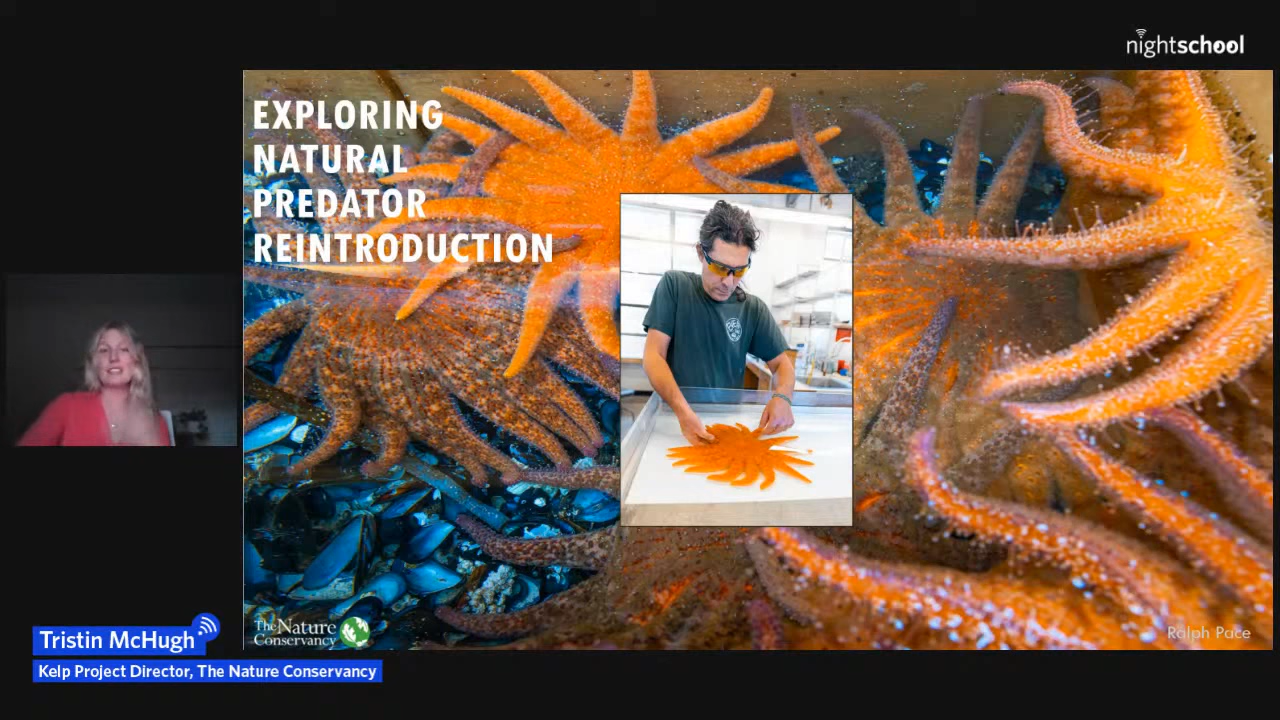 nightschool
EXPLORING
NATURAL
PREDATOR
REINTRODUCTION
The Nature
Conservancy
Ralph Pace
Tristin McHugh
Kelp Project Director, The Nature Conservancy